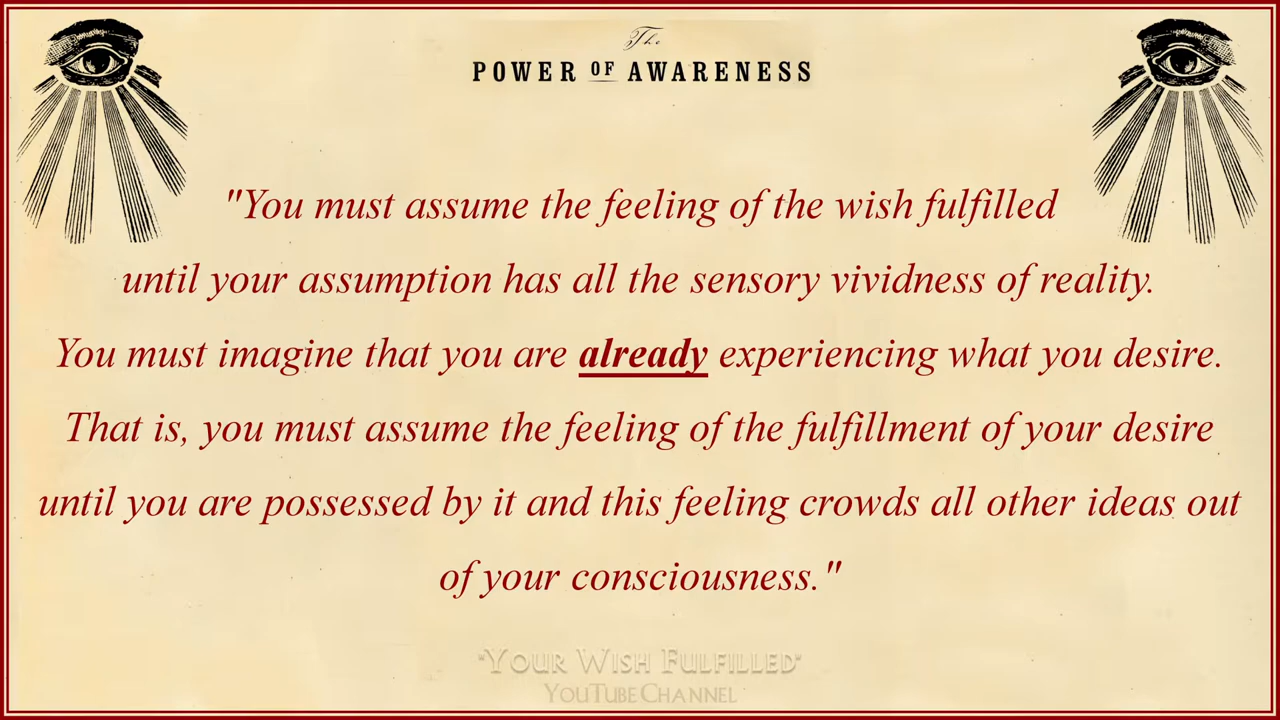 The
POWER OF AWARENESS
"You must assume the feeling of the wish fulfilled
until your assumption has all the sensory vividness of reality.
You must imagine that you are already experiencing what you desire.
That is, you must assume the feeling of the fulfillment of your desire
until you are possessed by it and this feeling crowds all other ideas out
of your consciousness."
"YOUR WISH FULFILLED"
YOUTUBE CHANNEL